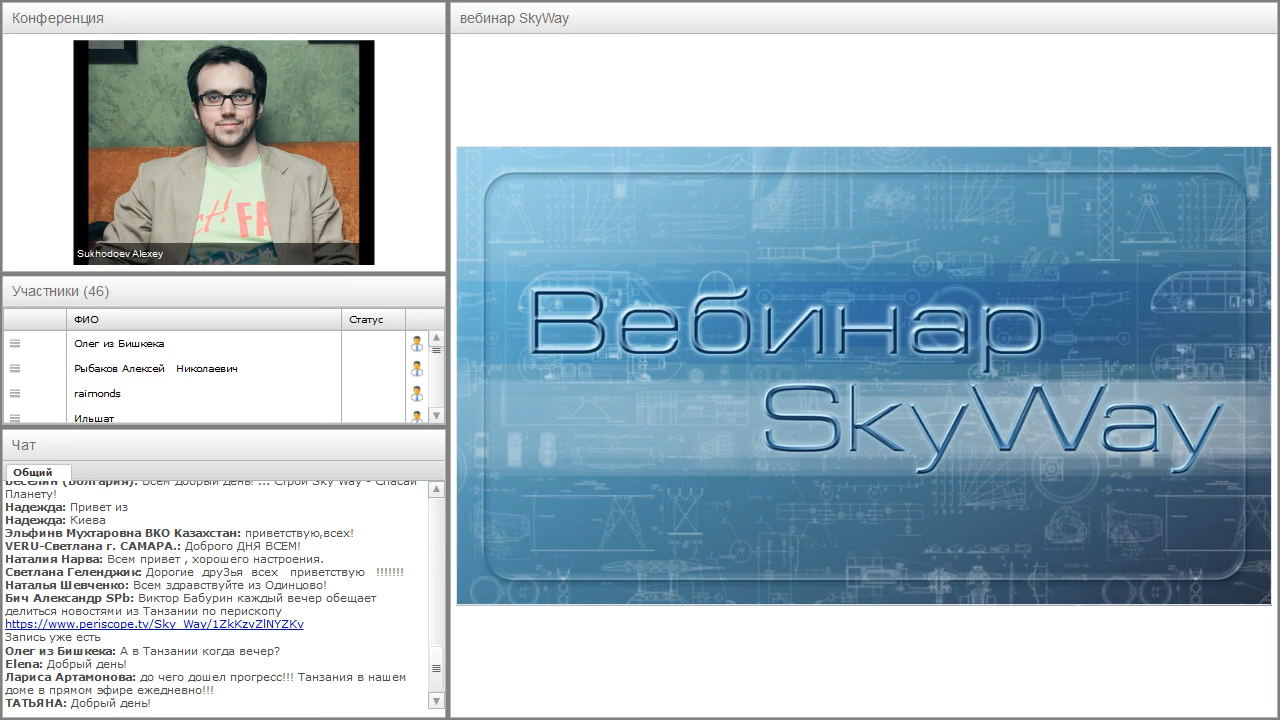 Конференция
Sukhodoev Alexey
Участники (46)
ФИО Статус
Олег из Бишкека
Рыбаков Алексей Николаевич
raimonds
Ильшат
Чат
Общий
Веселин (Болгария): Всем добрый день! ... Строй Sky Way - Спасай
Планету!
Надежда: Привет из
Надежда: Киева
Эльфинв Мухтаровна ВКО Казахстан: приветствую,всех!
VERU-Светлана г. САМАРА.: Доброго ДНЯ ВСЕМ!
Наталия Нарва: Всем привет , хорошего настроения.
Светлана Геленджик: Дорогие друЗья всех приветствую !!!!!!!
Наталья Шевченко: Всем здравствуйте из Одинцово!
Бич Александр SPb: Виктор Бабурин каждый вечер обещает
делиться новостями из Танзании по перископу
https://www.periscope.tv/Sky_Way/1ZkKzvZlNYZKv
Запись уже есть
Олег из Бишкека: А в Танзании когда вечер?
Elena: Добрый день!
Лариса Артамонова: до чего дошел прогресс!!! Танзания в нашем
доме в прямом эфире ежедневно!!!
ТАТЬЯНА: Добрый день!
вебинар SkyWay
Вебинар
SkyWay